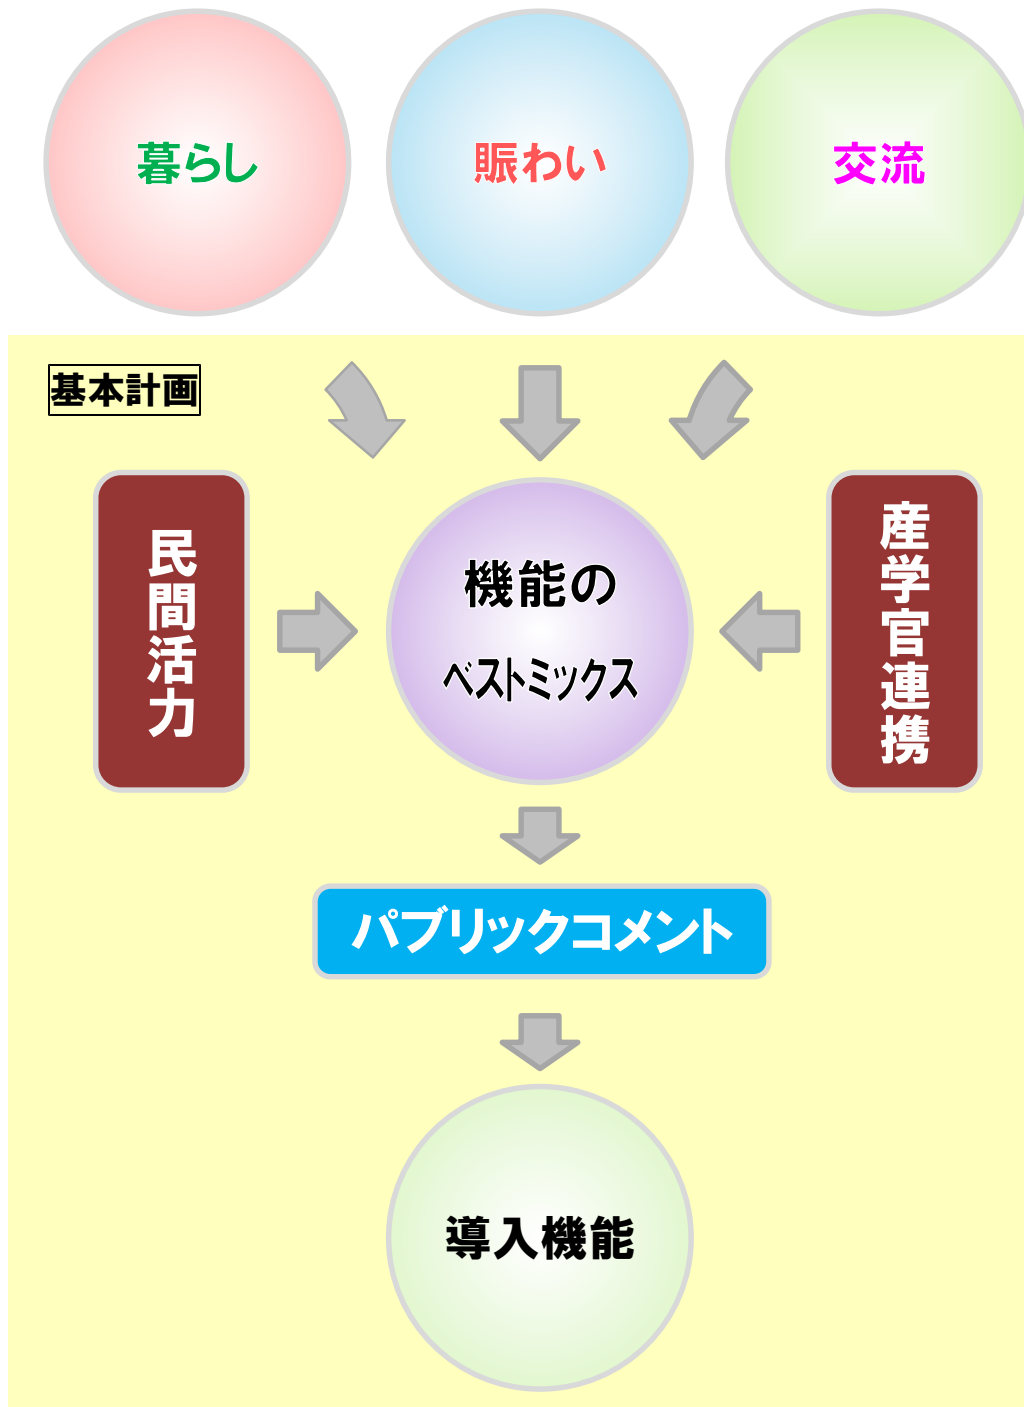 暮らし
賑わい
交流
基本計画
民間活力
機能の
ベストミックス
産学官連携
パブリックコメント
導入機能